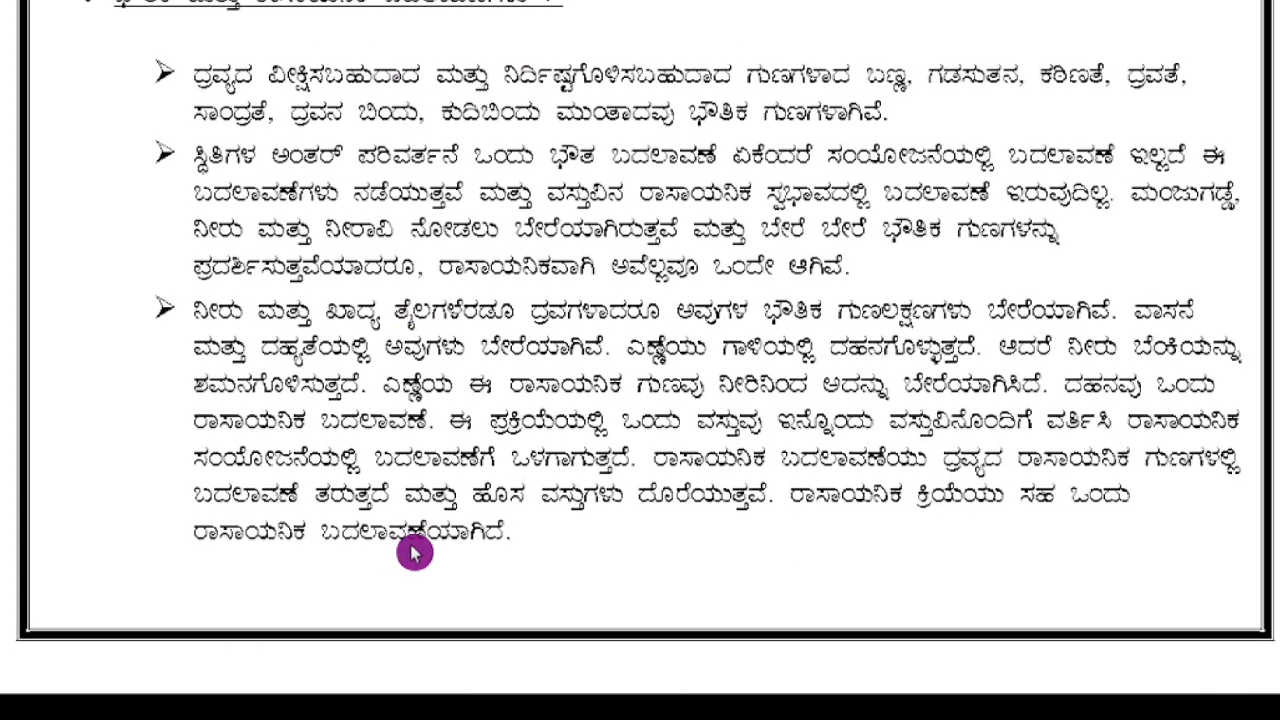 ದ್ರವ್ಯದ ವೀಕ್ಷಿಸಬಹುದಾದ ಮತ್ತು ನಿರ್ದಿಷ್ಟಗೊಳಿಸಬಹುದಾದ ಗುಣಗಳಾದ ಬಣ್ಣ, ಗಡಸುತನ, ಕಠಿಣತೆ, ದ್ರವತೆ,
ಸಾಂದ್ರತೆ, ದ್ರವನ ಬಿಂದು, ಕುದಿಬಿಂದು ಮುಂತಾದವು ಭೌತಿಕ ಗುಣಗಳಾಗಿವೆ.
ಸ್ಥಿತಿಗಳ ಅಂತರ್ ಪರಿವರ್ತನೆ ಒಂದು ಭೌತ ಬದಲಾವಣೆ ಏಕೆಂದರೆ ಸಂಯೋಜನೆಯಲ್ಲಿ ಬದಲಾವಣೆ ಇಲ್ಲದೆ ಈ
ಬದಲಾವಣೆಗಳು ನಡೆಯುತ್ತವೆ ಮತ್ತು ವಸ್ತುವಿನ ರಾಸಾಯನಿಕ ಸ್ವಭಾವದಲ್ಲಿ ಬದಲಾವಣೆ ಇರುವುದಿಲ್ಲ. ಮಂಜುಗಡ್ಡೆ,
ನೀರು ಮತ್ತು ನೀರಾವಿ ನೋಡಲು ಬೇರೆಯಾಗಿರುತ್ತವೆ ಮತ್ತು ಬೇರೆ ಬೇರೆ ಭೌತಿಕ ಗುಣಗಳನ್ನು
ಪ್ರದರ್ಶಿಸುತ್ತವೆಯಾದರೂ, ರಾಸಾಯನಿಕವಾಗಿ ಅವೆಲ್ಲವೂ ಒಂದೇ ಆಗಿವೆ.
ನೀರು ಮತ್ತು ಖಾದ್ಯ ತೈಲಗಳೆರಡೂ ದ್ರವಗಳಾದರೂ ಅವುಗಳ ಭೌತಿಕ ಗುಣಲಕ್ಷಣಗಳು ಬೇರೆಯಾಗಿವೆ. ವಾಸನೆ
ಮತ್ತು ದಹ್ಯತೆಯಲ್ಲಿ ಅವುಗಳು ಬೇರೆಯಾಗಿವೆ. ಎಣ್ಣೆಯು ಗಾಳಿಯಲ್ಲಿ ದಹನಗೊಳ್ಳುತ್ತದೆ. ಆದರೆ ನೀರು ಬೆಂಕಿಯನ್ನು
ಶಮನಗೊಳಿಸುತ್ತದೆ. ಎಣ್ಣೆಯ ಈ ರಾಸಾಯನಿಕ ಗುಣವು ನೀರಿನಿಂದ ಅದನ್ನು ಬೇರೆಯಾಗಿಸಿದೆ. ದಹನವು ಒಂದು
ರಾಸಾಯನಿಕ ಬದಲಾವಣೆ. ಈ ಪ್ರಕ್ರಿಯೆಯಲ್ಲಿ ಒಂದು ವಸ್ತುವು ಇನ್ನೊಂದು ವಸ್ತುವಿನೊಂದಿಗೆ ವರ್ತಿಸಿ ರಾಸಾಯನಿಕ
ಸಂಯೋಜನೆಯಲ್ಲಿ ಬದಲಾವಣೆಗೆ ಒಳಗಾಗುತ್ತದೆ. ರಾಸಾಯನಿಕ ಬದಲಾವಣೆಯು ದ್ರವ್ಯದ ರಾಸಾಯನಿಕ ಗುಣಗಳಲ್ಲಿ
ಬದಲಾವಣೆ ತರುತ್ತದೆ ಮತ್ತು ಹೊಸ ವಸ್ತುಗಳು ದೊರೆಯುತ್ತವೆ. ರಾಸಾಯನಿಕ ಕ್ರಿಯೆಯು ಸಹ ಒಂದು
ರಾಸಾಯನಿಕ ಬದಲಾವಣೆಯಾಗಿದೆ.